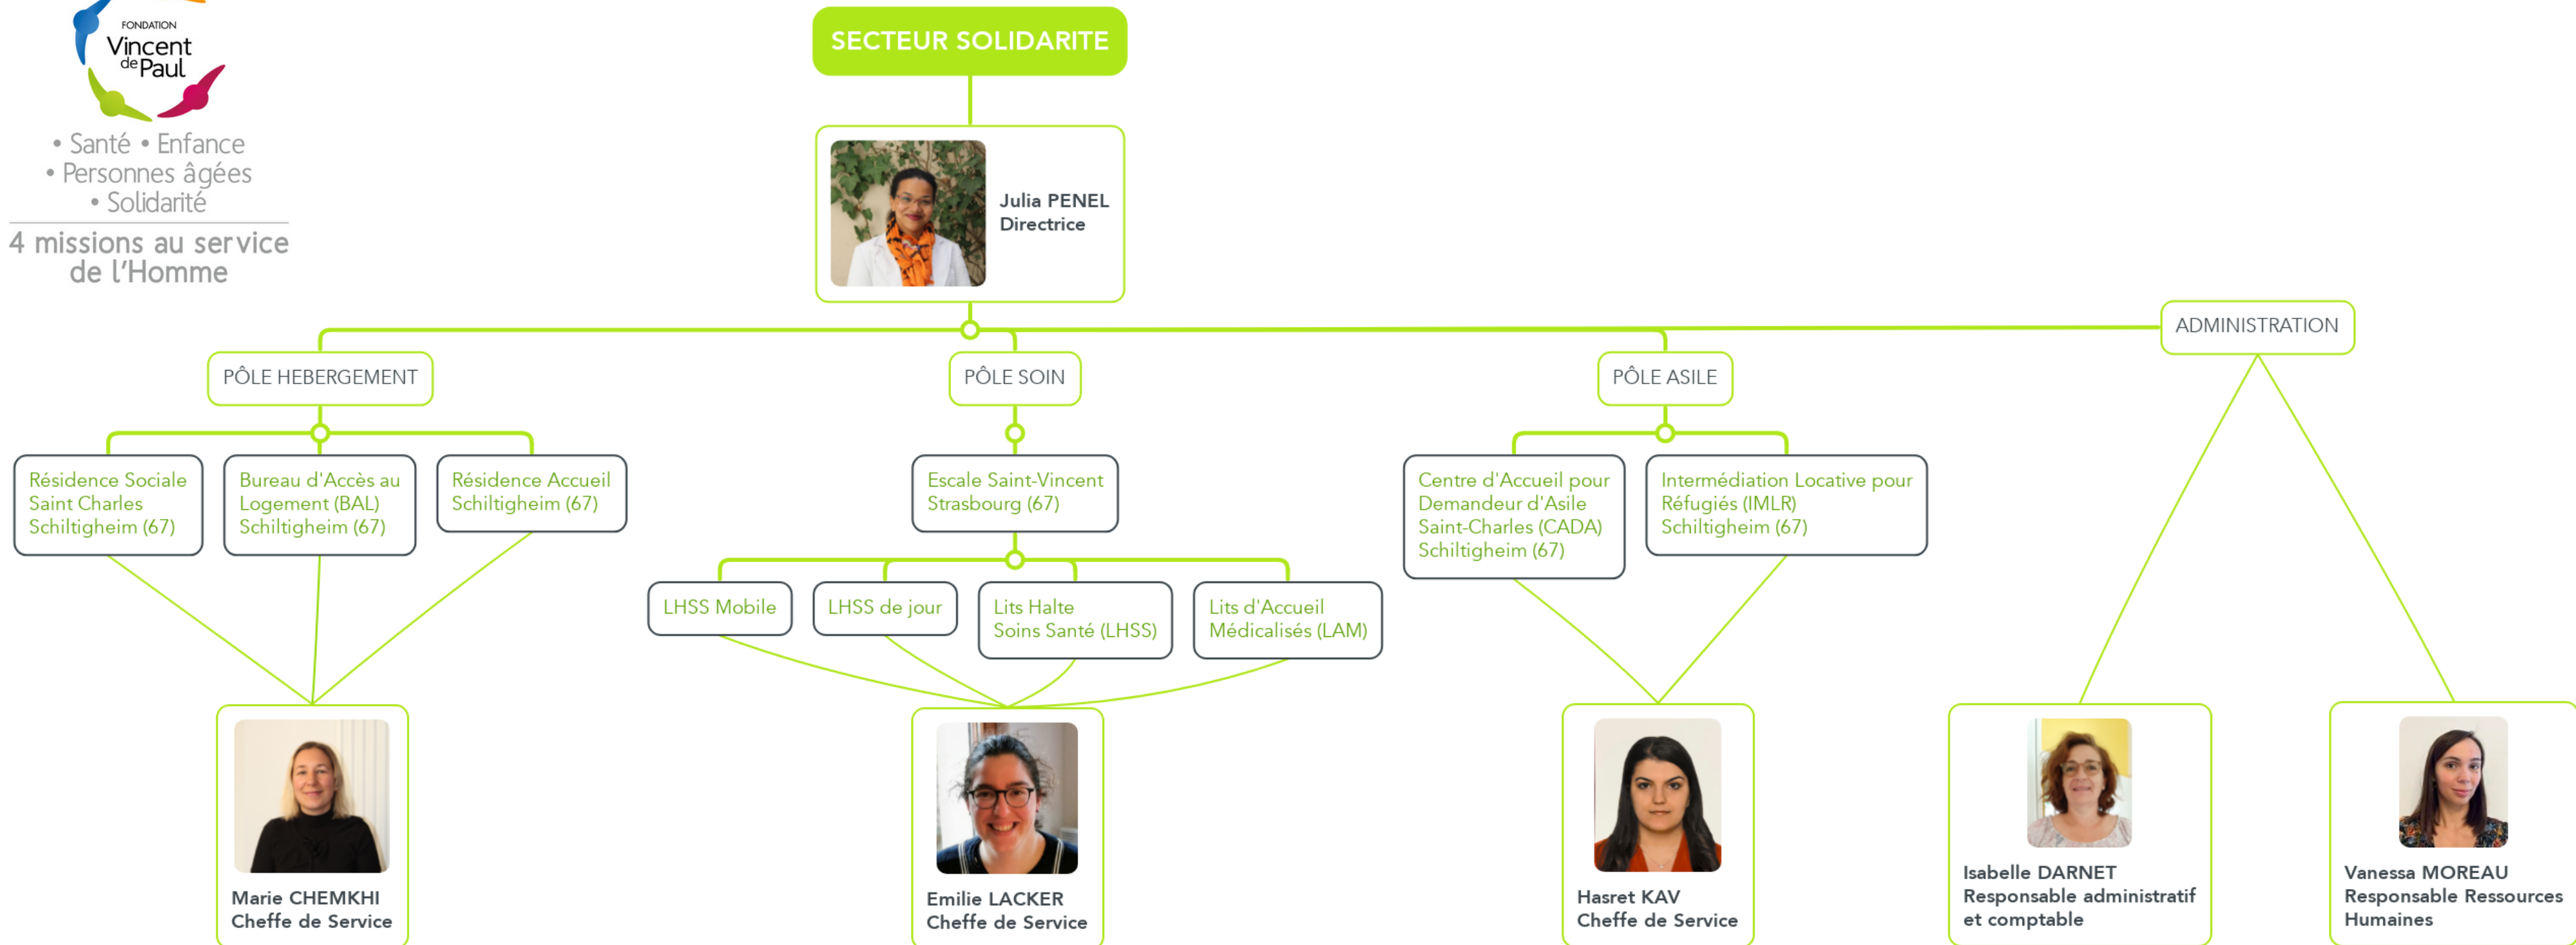 FONDATION
Vincent
de Paul
• Santé • Enfance
• Personnes âgées
• Solidarité
4 missions au service
de l'Homme
SECTEUR SOLIDARITE
Julia PENEL
Directrice
ADMINISTRATION
PÔLE HEBERGEMENT
PÔLE SOIN
PÔLE ASILE
Résidence Sociale
Saint Charles
Schiltigheim (67)
Bureau d'Accès au
Logement (BAL)
Schiltigheim (67)
Résidence Accueil
Schiltigheim (67)
Escale Saint-Vincent
Strasbourg (67)
Centre d'Accueil pour
Demandeur d'Asile
Saint-Charles (CADA)
Schiltigheim (67)
Intermédiation Locative pour
Réfugiés (IMLR)
Schiltigheim (67)
LHSS Mobile
LHSS de jour
Lits Halte
Soins Santé (LHSS)
Lits d'Accueil
Médicalisés (LAM)
Marie CHEMKHI
Cheffe de Service
Emilie LACKER
Cheffe de Service
Hasret KAV
Cheffe de Service
Isabelle DARNET
Responsable administratif
et comptable
Vanessa MOREAU
Responsable Ressources
Humaines